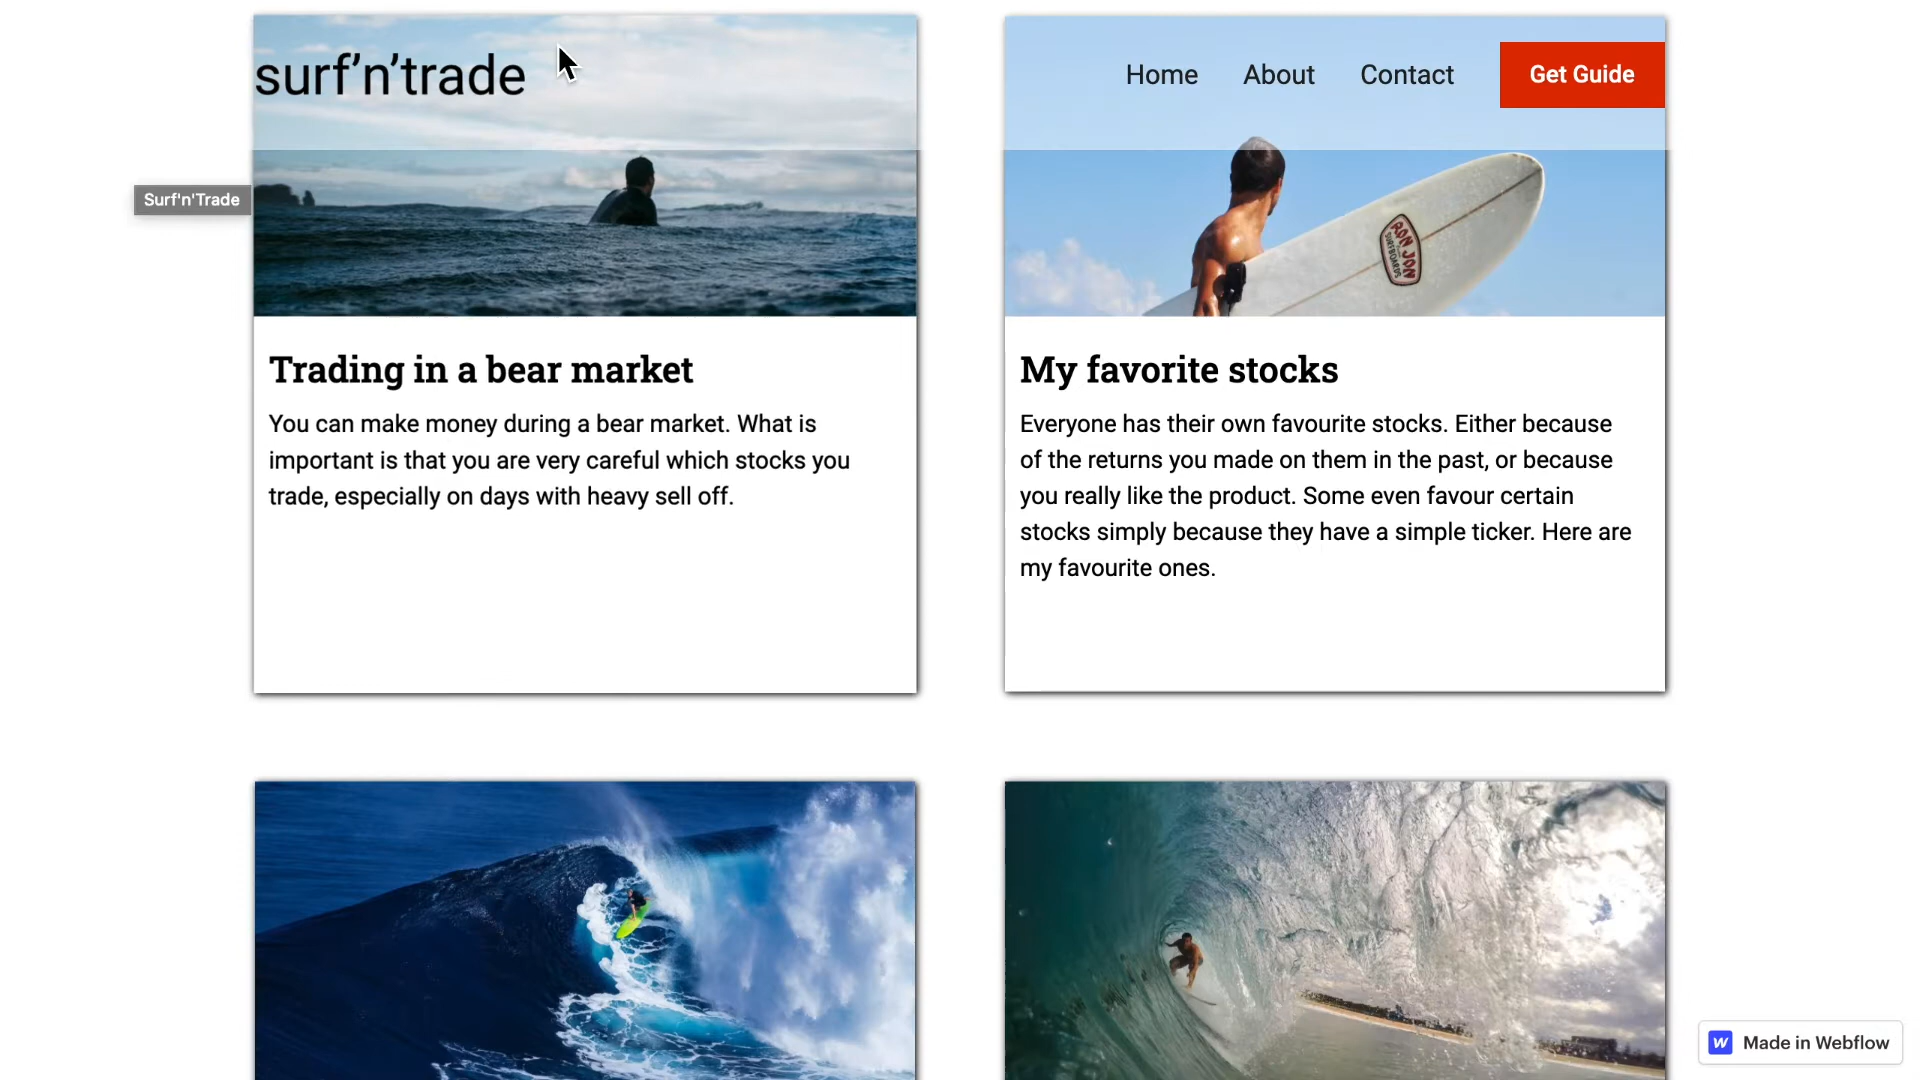 surf’n’trade
Home About Contact Get Guide
Surf'n'Trade
RON JON
SURFBOARDS
Trading in a bear market
You can make money during a bear market. What is
important is that you are very careful which stocks you
trade, especially on days with heavy sell off.
My favorite stocks
Everyone has their own favourite stocks. Either because
of the returns you made on them in the past, or because
you really like the product. Some even favour certain
stocks simply because they have a simple ticker. Here are
my favourite ones.
W Made in Webflow